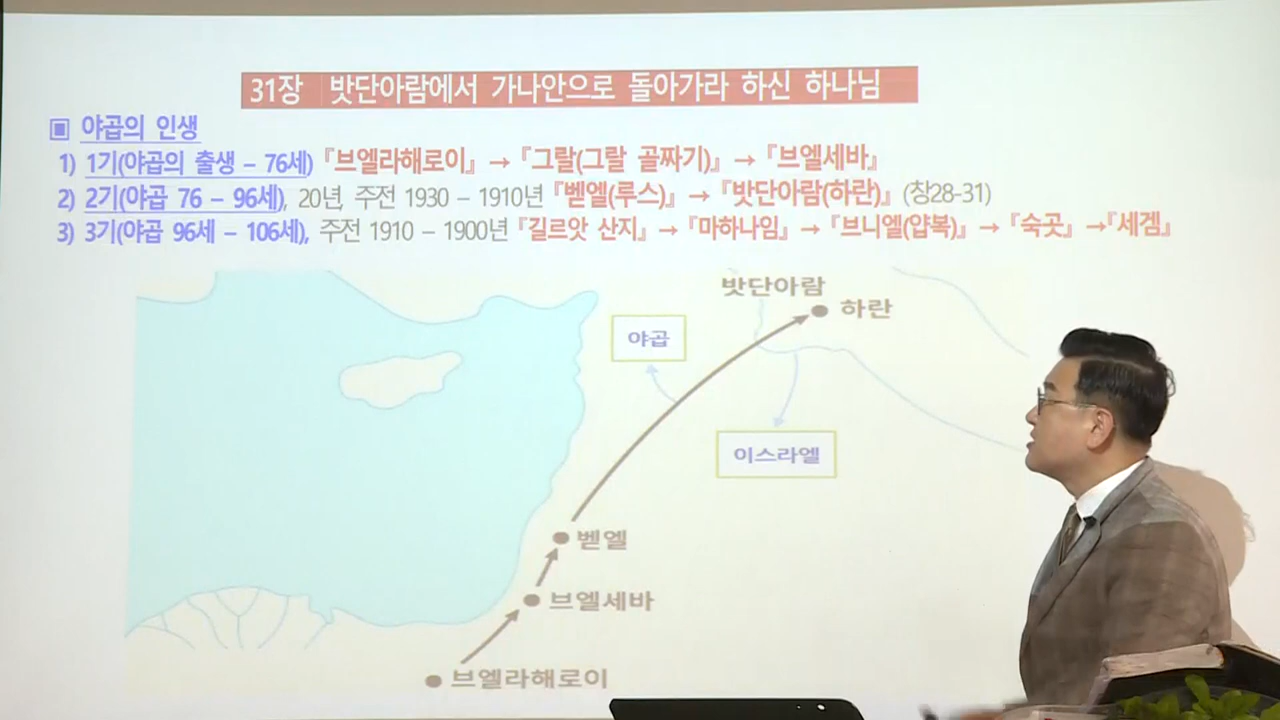 31장 밧단아람에서 가나안으로 돌아가라 하신 하나님
▣ 야곱의 인생
1) 1기(야곱의 출생 – 76세) 『브엘라해로이』 → 『그랄(그랄 골짜기)』 → 『브엘세바』
2) 2기(야곱 76 – 96세), 20년, 주전 1930 – 1910년 『벧엘(루스)』 → 『밧단아람(하란)』 (창28-31)
3) 3기(야곱 96세 – 106세), 주전 1910 – 1900년 『길르앗 산지』 → 『마하나임』 → 『브니엘(얍복)』 → 『숙곳』 →『세겜』
밧단아람
하란
야곱
이스라엘
벧엘
브엘세바
브엘라해로이